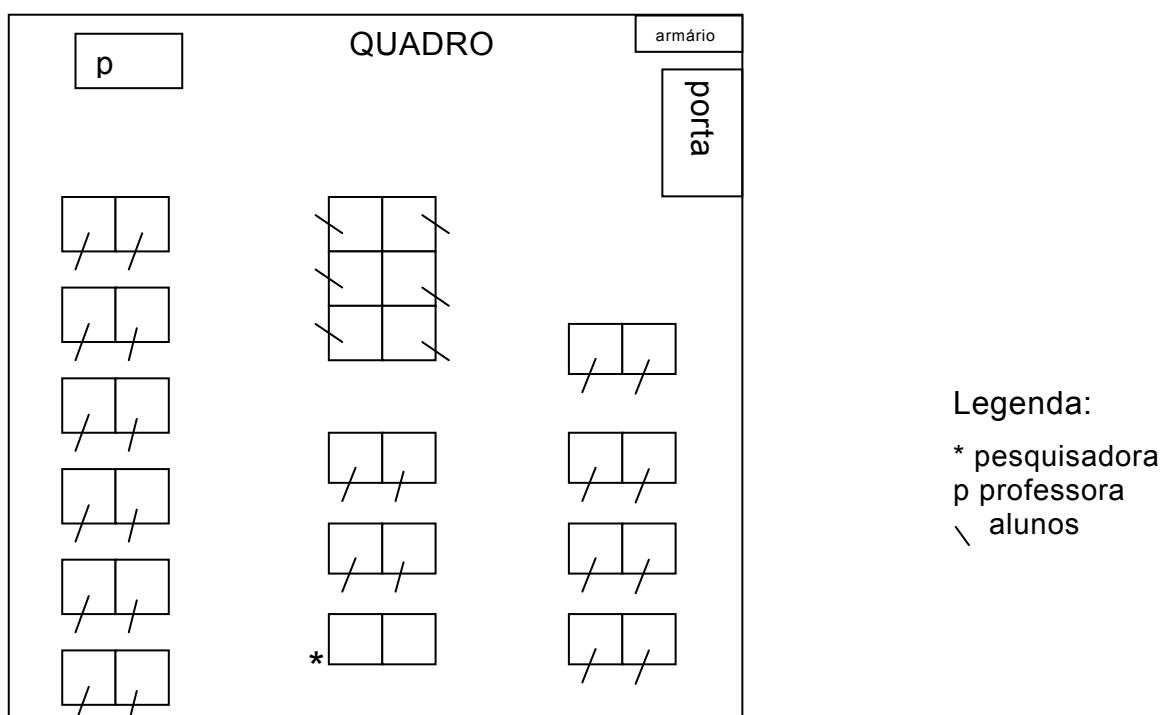 p
QUADRO
armário
porta
*
Legenda:
* pesquisadora
p professora
\ alunos